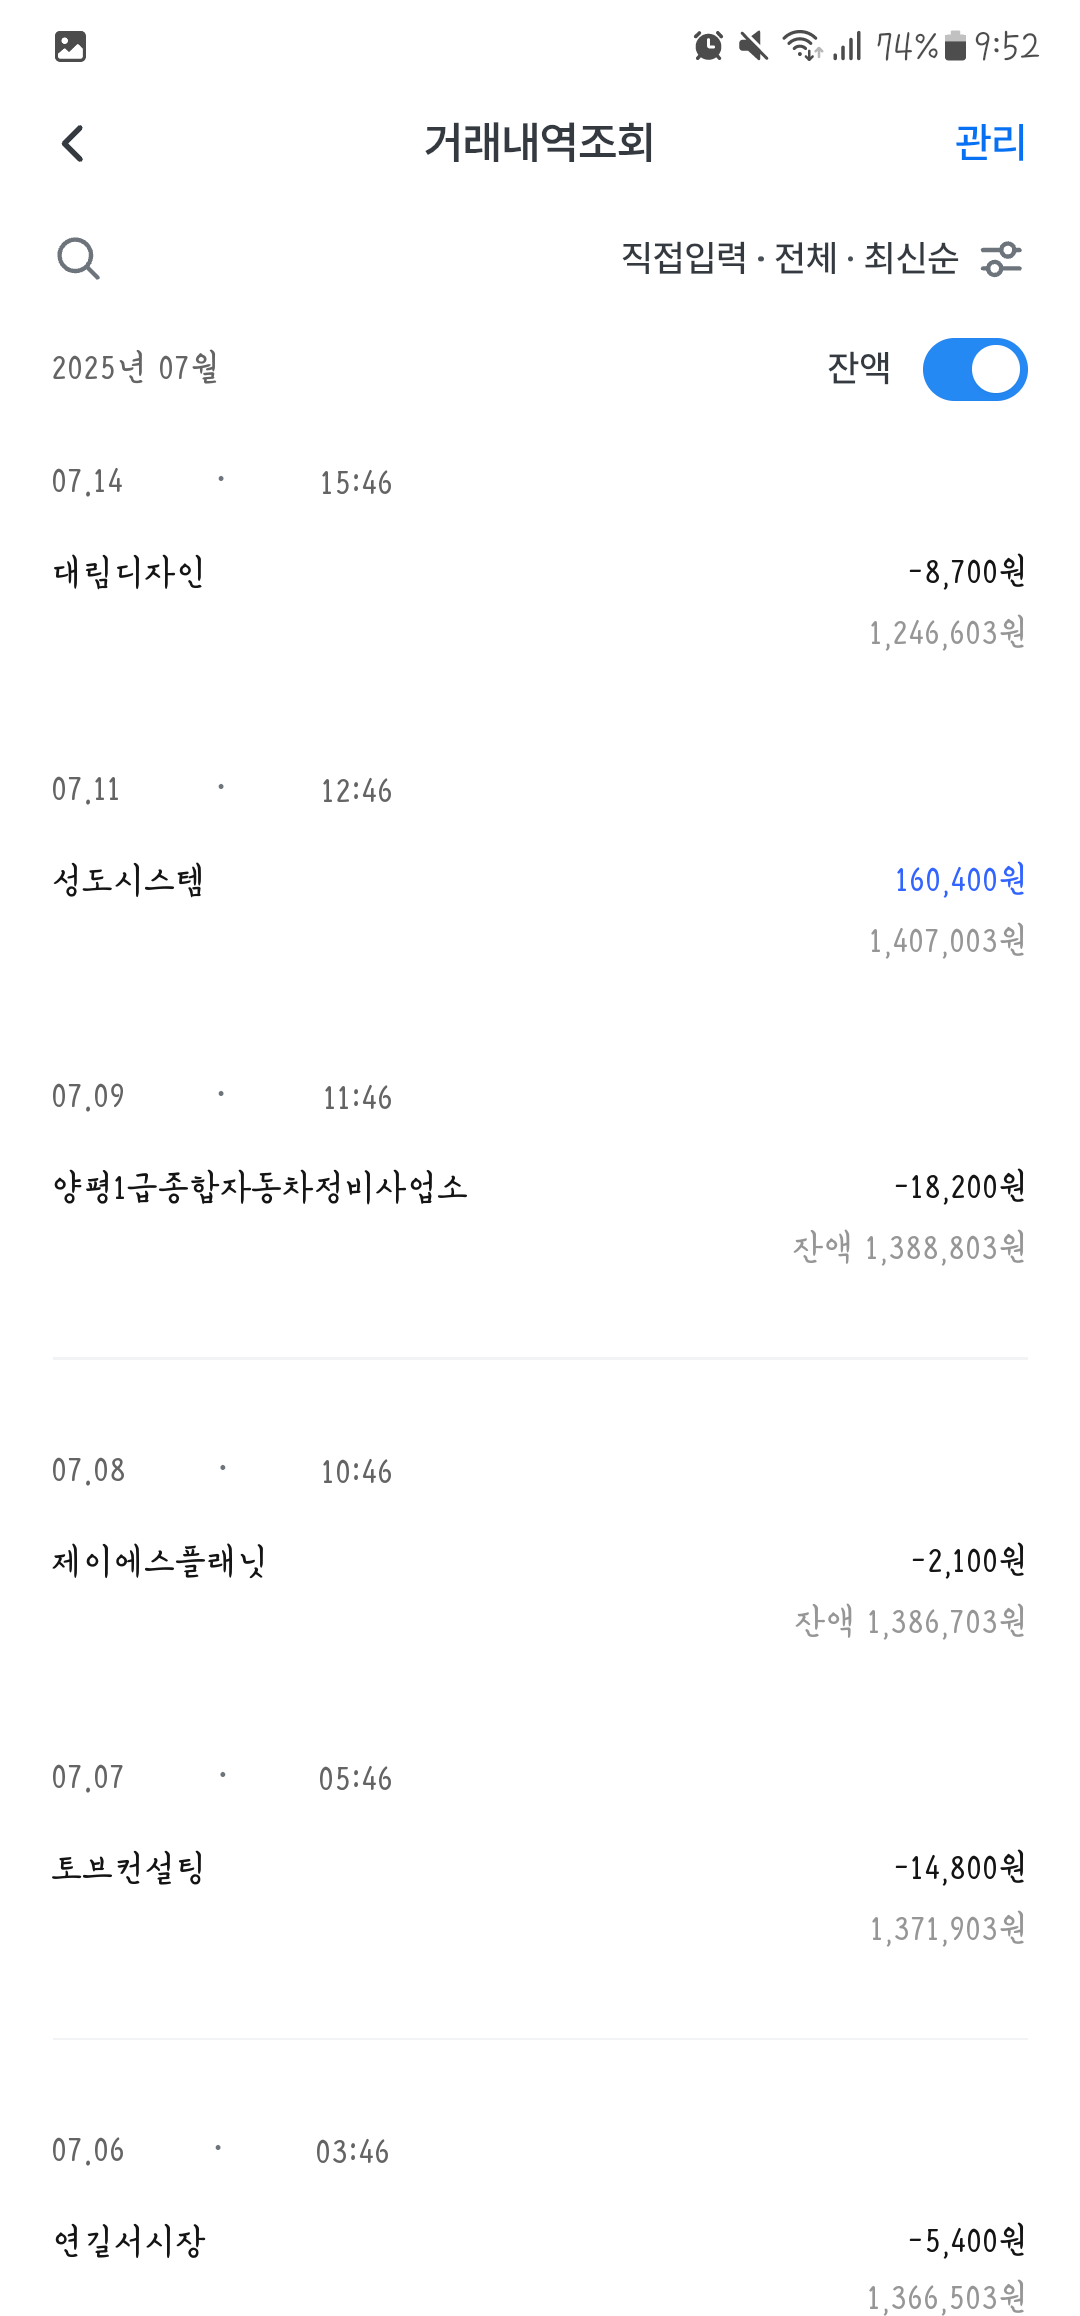 74% 9:52
거래내역조회 관리
직접입력 · 전체 · 최신순
2025년 07월 잔액
07.14 · 15:46
대림디자인 -8,700원
1,246,603원
07.11 · 12:46
성도시스템 160,400원
1,407,003원
07.09 · 11:46
양평1급종합자동차정비사업소 -18,200원
잔액 1,388,803원
07.08 · 10:46
제이에스플래닛 -2,100원
잔액 1,386,703원
07.07 · 05:46
토브컨설팅 -14,800원
1,371,903원
07.06 · 03:46
연길서시장 -5,400원
1,366,503원